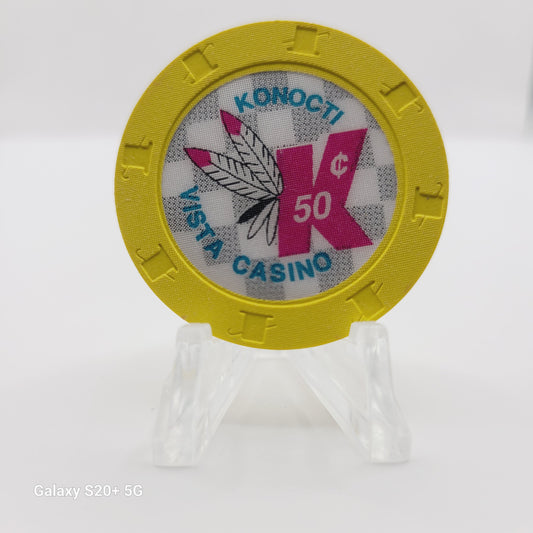 KONOCTI
¢
50
K
VISTA CASINO
Galaxy S20+ 5G